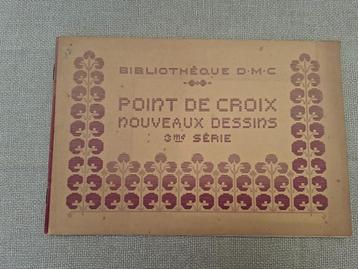 BIBLIOTHÈQUE D·M·C
POINT DE CROIX
NOUVEAUX DESSINS
3me SÉRIE